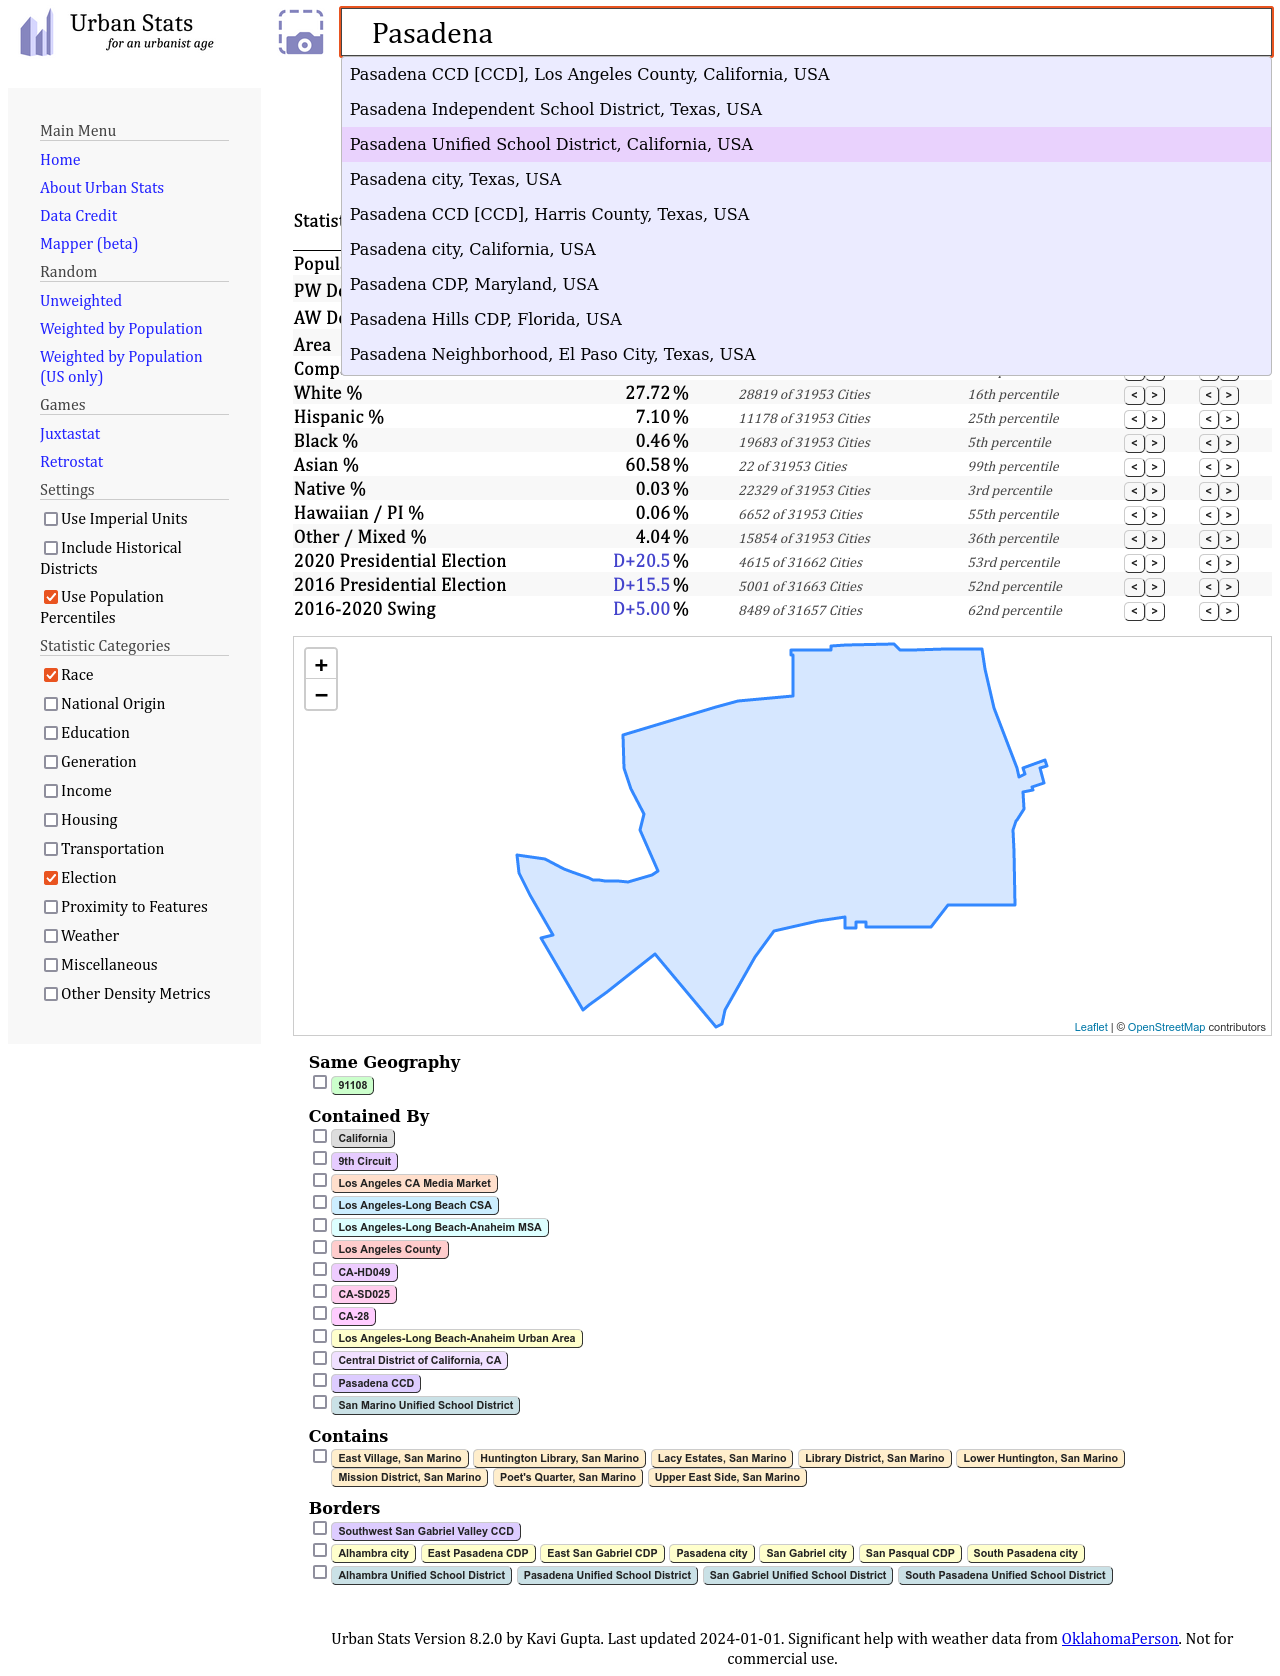 Urban Stats
for an urbanist age
Pasadena
Pasadena CCD [CCD], Los Angeles County, California, USA
Pasadena Independent School District, Texas, USA
Pasadena Unified School District, California, USA
Pasadena city, Texas, USA
Pasadena CCD [CCD], Harris County, Texas, USA
Pasadena city, California, USA
Pasadena CDP, Maryland, USA
Pasadena Hills CDP, Florida, USA
Pasadena Neighborhood, El Paso City, Texas, USA
Main Menu
Home
About Urban Stats
Data Credit
Mapper (beta)
Random
Unweighted
Weighted by Population
Weighted by Population
(US only)
Games
Juxtastat
Retrostat
Settings
Use Imperial Units
Include Historical
Districts
Use Population
Percentiles
Statistic Categories
Race
National Origin
Education
Generation
Income
Housing
Transportation
Election
Proximity to Features
Weather
Miscellaneous
Other Density Metrics
Area
White % 27.72 % 28819 of 31953 Cities 16th percentile < > < >
Hispanic % 7.10 % 11178 of 31953 Cities 25th percentile < > < >
Black % 0.46 % 19683 of 31953 Cities 5th percentile < > < >
Asian % 60.58 % 22 of 31953 Cities 99th percentile < > < >
Native % 0.03 % 22329 of 31953 Cities 3rd percentile < > < >
Hawaiian / PI % 0.06 % 6652 of 31953 Cities 55th percentile < > < >
Other / Mixed % 4.04 % 15854 of 31953 Cities 36th percentile < > < >
2020 Presidential Election D+20.5 % 4615 of 31662 Cities 53rd percentile < > < >
2016 Presidential Election D+15.5 % 5001 of 31663 Cities 52nd percentile < > < >
2016-2020 Swing D+5.00 % 8489 of 31657 Cities 62nd percentile < > < >
+
−
Leaflet | © OpenStreetMap contributors
Same Geography
91108
Contained By
California
9th Circuit
Los Angeles CA Media Market
Los Angeles-Long Beach CSA
Los Angeles-Long Beach-Anaheim MSA
Los Angeles County
CA-HD049
CA-SD025
CA-28
Los Angeles-Long Beach-Anaheim Urban Area
Central District of California, CA
Pasadena CCD
San Marino Unified School District
Contains
East Village, San Marino Huntington Library, San Marino Lacy Estates, San Marino Library District, San Marino Lower Huntington, San Marino
Mission District, San Marino Poet's Quarter, San Marino Upper East Side, San Marino
Borders
Southwest San Gabriel Valley CCD
Alhambra city East Pasadena CDP East San Gabriel CDP Pasadena city San Gabriel city San Pasqual CDP South Pasadena city
Alhambra Unified School District Pasadena Unified School District San Gabriel Unified School District South Pasadena Unified School District
Urban Stats Version 8.2.0 by Kavi Gupta. Last updated 2024-01-01. Significant help with weather data from OklahomaPerson. Not for
commercial use.